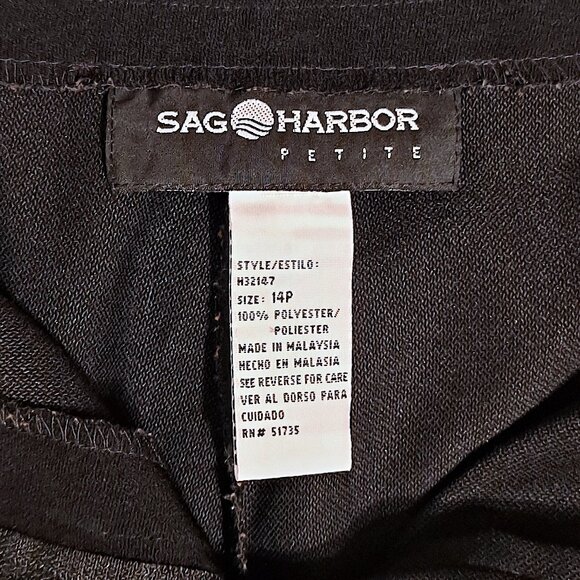 SAG HARBOR
PETITE
STYLE/ESTILO:
H32147
SIZE: 14P
100% POLYESTER/
POLIESTER
MADE IN MALAYSIA
HECHO EN MALASIA
SEE REVERSE FOR CARE
VER AL DORSO PARA
CUIDADO
RN# 51735